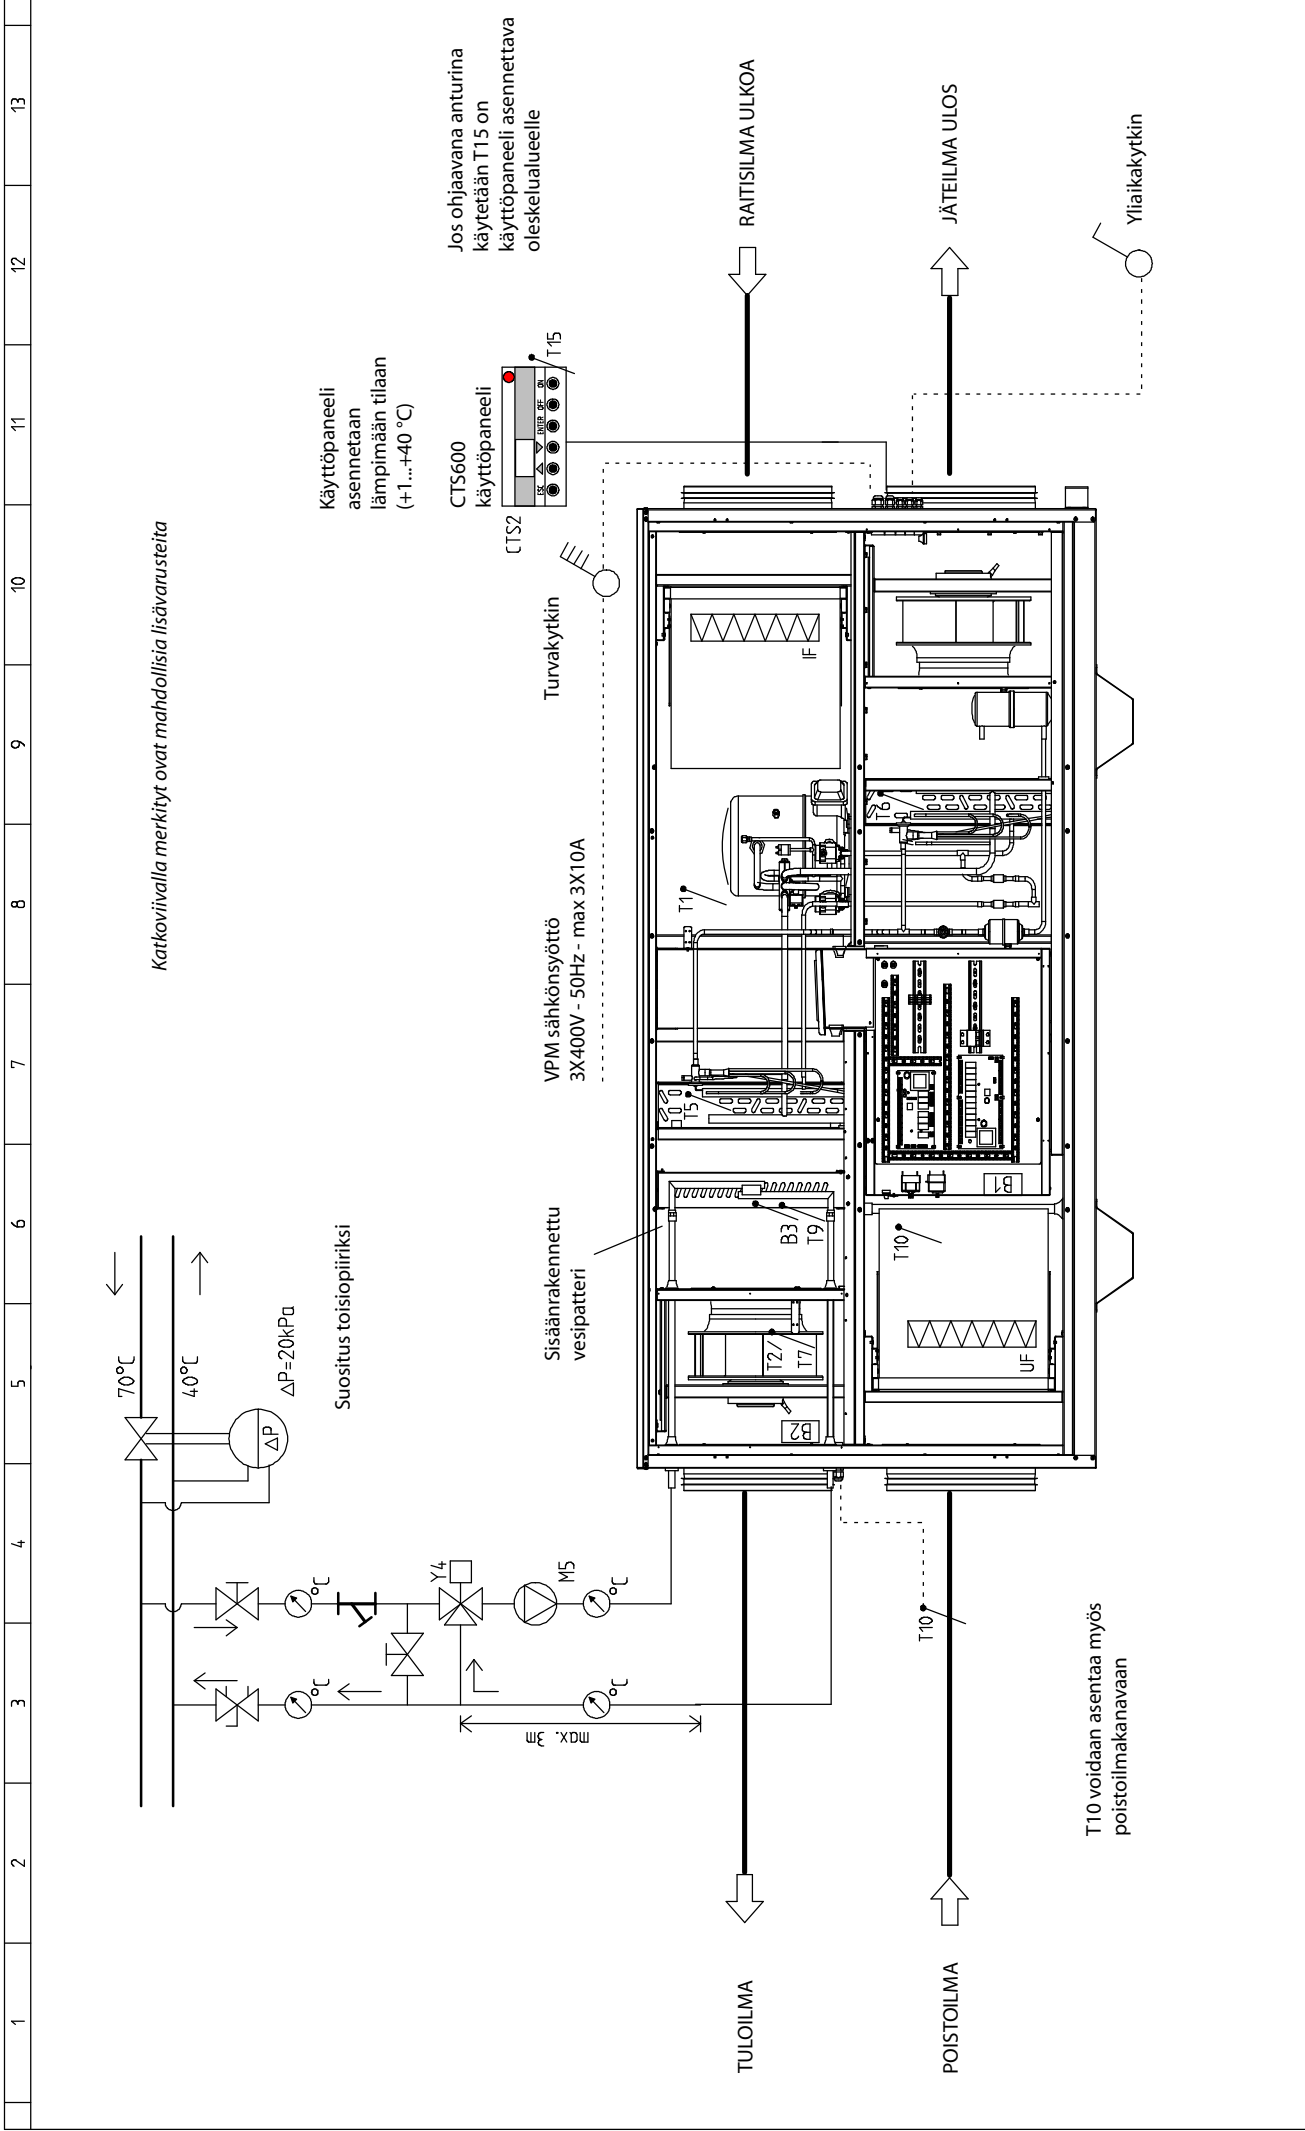 1
2
3
4
5
6
7
8
9
10
11
12
13
Katkoviivalla merkityt ovat mahdollisia lisävarusteita
70°C
40°C
ΔP
ΔP=20kPa
Suositus toisiopiiriksi
°C
°C
Y4
M5
°C
°C
max. 3m
Käyttöpaneeli
asennetaan
lämpimään tilaan
(+1...+40 °C)
CTS600
käyttöpaneeli
CTS2
ESC
ENTER
OFF
ON
T15
Jos ohjaavana anturina
käytetään T15 on
käyttöpaneeli asennettava
oleskelualueelle
Turvakytkin
VPM sähkönsyöttö
3X400V - 50Hz - max 3X10A
Sisäänrakennettu
vesipatteri
TULOILMA
RAITISILMA ULKOA
POISTOILMA
JÄTEILMA ULOS
Yliaikakytkin
B2
T2/
T7/
B3
T9
T5
T1
IF
UF
T10
B1
T6
T10
T10 voidaan asentaa myös
poistoilmakanavaan